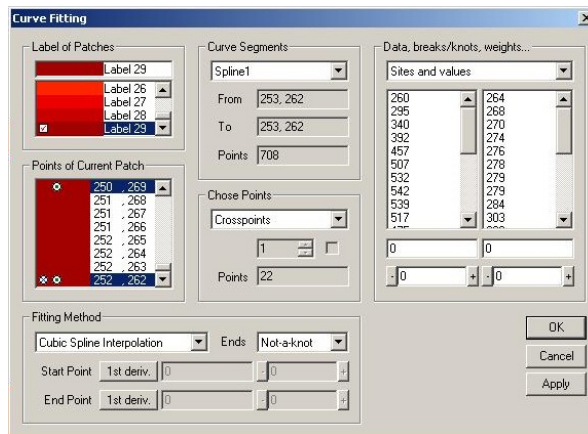 Curve Fitting
Label of Patches
Label 29
Label 26
Label 27
Label 28
Label 29
Points of Current Patch
250 , 269
251 , 268
251 , 267
251 , 266
252 , 265
252 , 264
252 , 263
252 , 262
Curve Segments
Spline1
From 253, 262
To 253, 262
Points 708
Chose Points
Crosspoints
1
Points 22
Data, breaks/knots, weights...
Sites and values
260 264
295 268
340 270
392 274
457 276
507 278
532 279
542 279
539 284
517 303
0 0
- 0 + - 0 +
Fitting Method
Cubic Spline Interpolation Ends Not-a-knot
Start Point 1st deriv. 0 - 0 +
End Point 1st deriv. 0 - 0 +
OK
Cancel
Apply